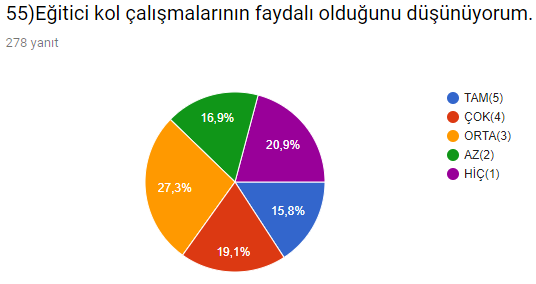 55)Eğitici kol çalışmalarının faydalı olduğunu düşünüyorum.
278 yanıt
TAM(5)
ÇOK(4)
ORTA(3)
AZ(2)
HİÇ(1)
16,9%
20,9%
27,3%
15,8%
19,1%